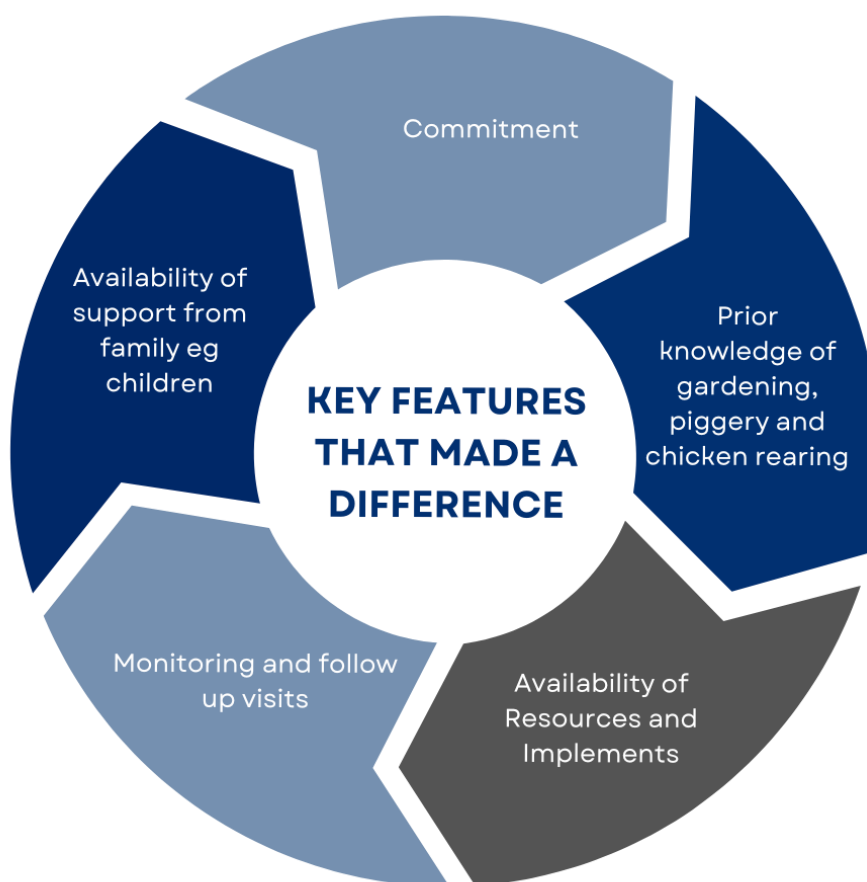 Commitment
Availability of
support from
family eg
children
Prior
knowledge of
gardening,
piggery and
chicken rearing
KEY FEATURES
THAT MADE A
DIFFERENCE
Monitoring and follow
up visits
Availability of
Resources and
Implements